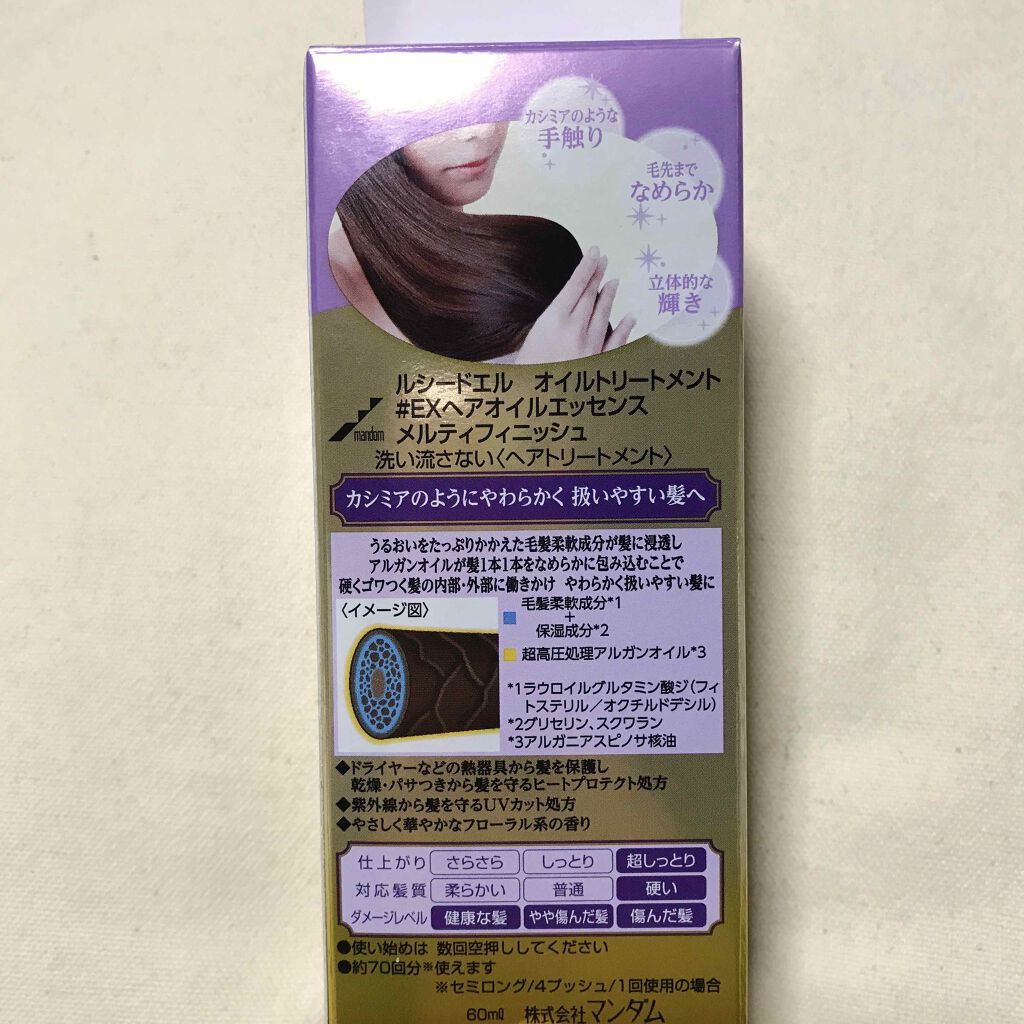 カシミアのような
手触り
毛先まで
なめらか
立体的な
輝き
mandom
ルシードエル オイルトリートメント
#EXヘアオイルエッセンス
メルティフィニッシュ
洗い流さない〈ヘアトリートメント〉
カシミアのようにやわらかく 扱いやすい髪へ
うるおいをたっぷりかかえた毛髪柔軟成分が髪に浸透し
アルガンオイルが髪1本1本をなめらかに包み込むことで
硬くゴワつく髪の内部・外部に働きかけ やわらかく扱いやすい髪に
〈イメージ図〉
毛髪柔軟成分*1
+
保湿成分*2
超高圧処理アルガンオイル*3
*1ラウロイルグルタミン酸ジ(フィ
トステリル/オクチルドデシル)
*2グリセリン、スクワラン
*3アルガニアスピノサ核油
◆ドライヤーなどの熱器具から髪を保護し
乾燥・パサつきから髪を守るヒートプロテクト処方
◆紫外線から髪を守るUVカット処方
◆やさしく華やかなフローラル系の香り
仕上がり さらさら しっとり 超しっとり
対応髪質 柔らかい 普通 硬い
ダメージレベル 健康な髪 やや傷んだ髪 傷んだ髪
●使い始めは 数回空押ししてください
●約70回分※使えます
※セミロング/4プッシュ/1回使用の場合
60mℓ 株式会社マンダム